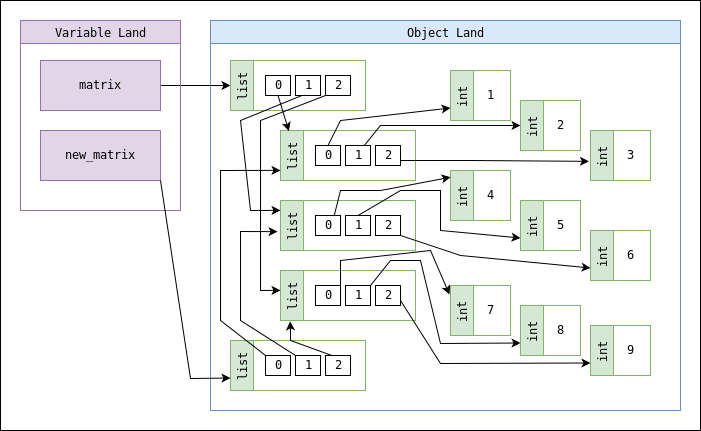 Variable Land
Object Land
matrix
new_matrix
list
0 1 2
list
0 1 2
list
0 1 2
list
0 1 2
list
0 1 2
int
1
int
2
int
3
int
4
int
5
int
6
int
7
int
8
int
9